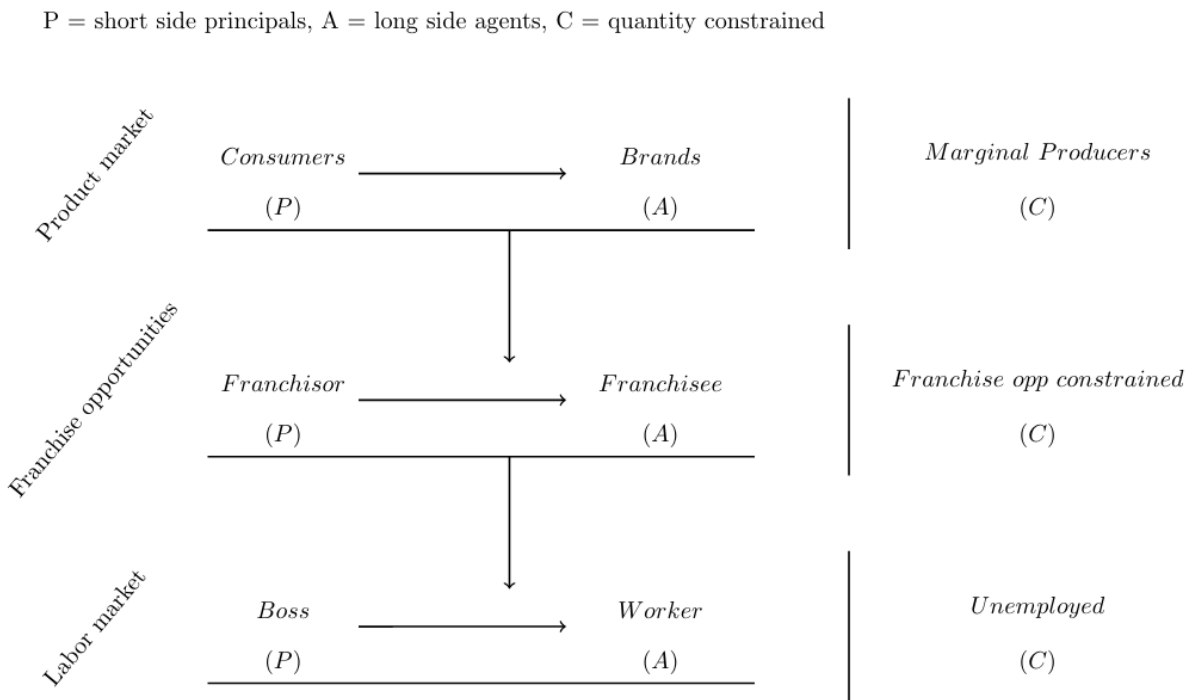 P = short side principals, A = long side agents, C = quantity constrained
Product market
Consumers
Brands
Marginal Producers
(P)
(A)
(C)
Franchise opportunities
Franchisor
Franchisee
Franchise opp constrained
(P)
(A)
(C)
Labor market
Boss
Worker
Unemployed
(P)
(A)
(C)